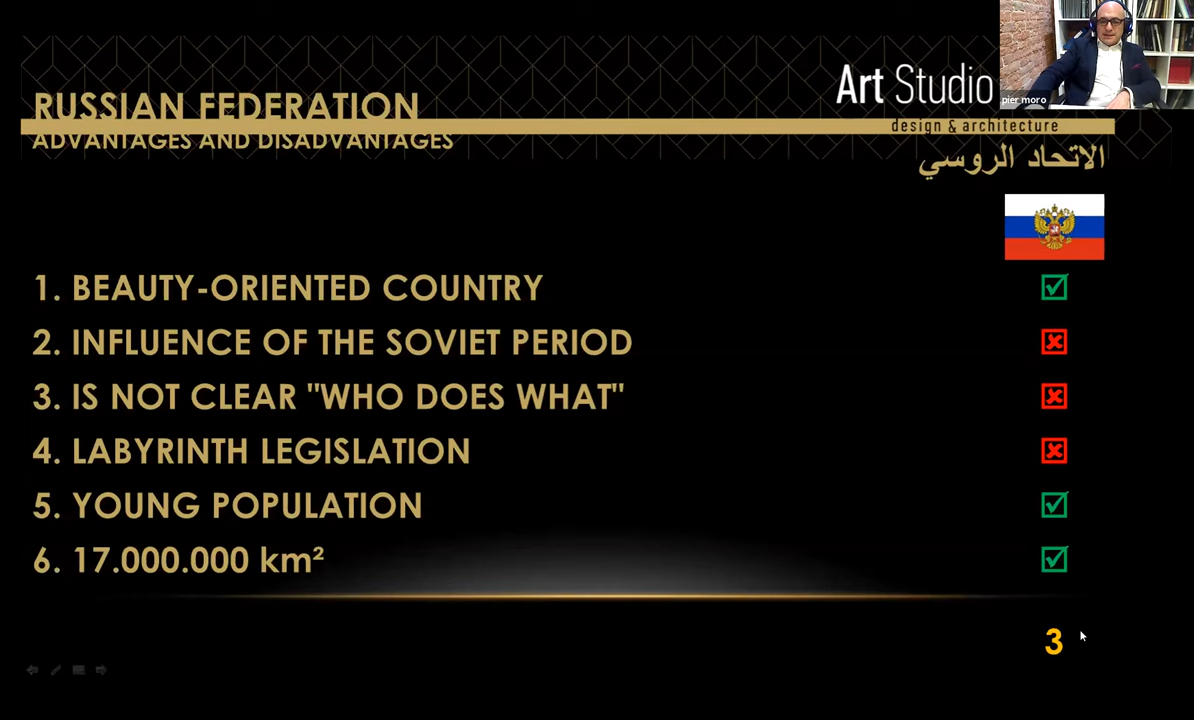 pier moro
Art Studio
design & architecture
RUSSIAN FEDERATION
ADVANTAGES AND DISADVANTAGES
الاتحاد الروسي
1. BEAUTY-ORIENTED COUNTRY
2. INFLUENCE OF THE SOVIET PERIOD
3. IS NOT CLEAR "WHO DOES WHAT"
4. LABYRINTH LEGISLATION
5. YOUNG POPULATION
6. 17.000.000 km²
3